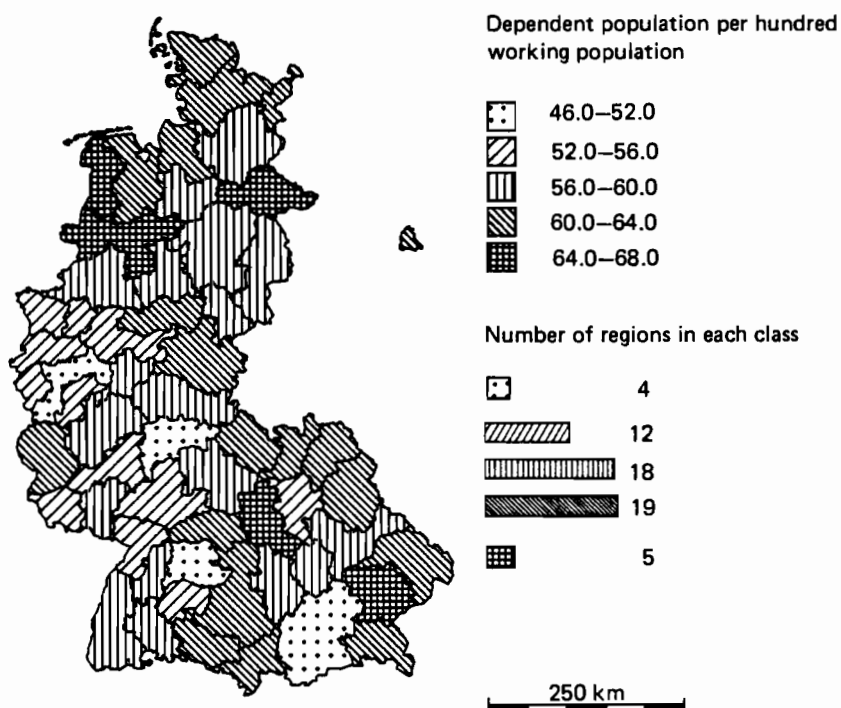 Dependent population per hundred
working population
46.0–52.0
52.0–56.0
56.0–60.0
60.0–64.0
64.0–68.0
Number of regions in each class
4
12
18
19
5
250 km